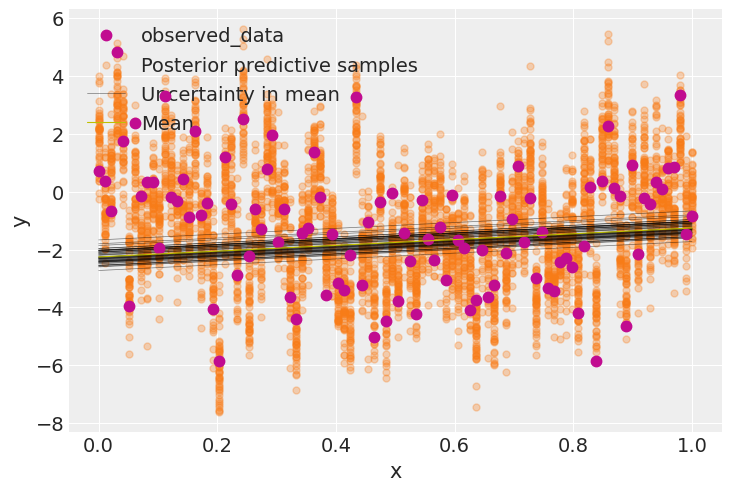 observed_data
Posterior predictive samples
Uncertainty in mean
Mean
6
4
2
0
−2
−4
−6
−8
y
0.0 0.2 0.4 0.6 0.8 1.0
x